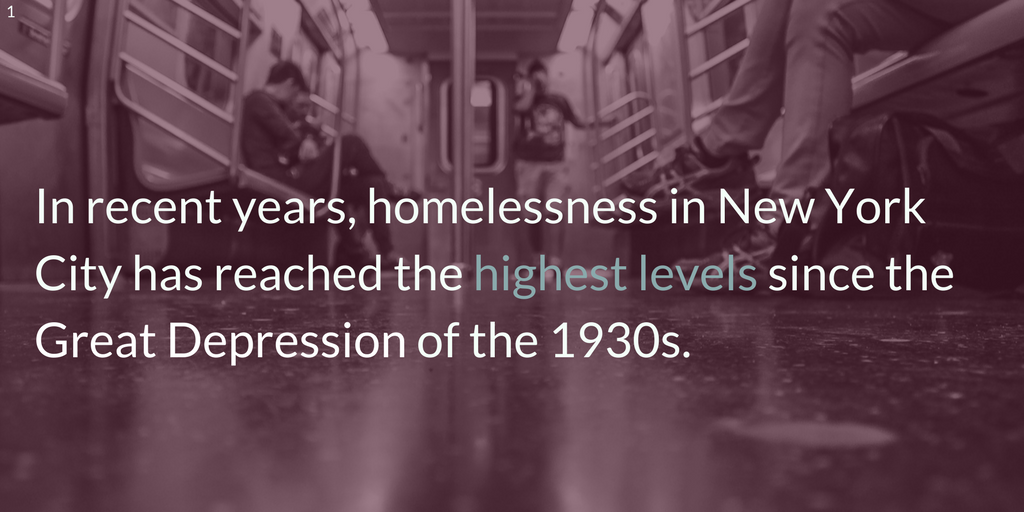 1
In recent years, homelessness in New York
City has reached the highest levels since the
Great Depression of the 1930s.